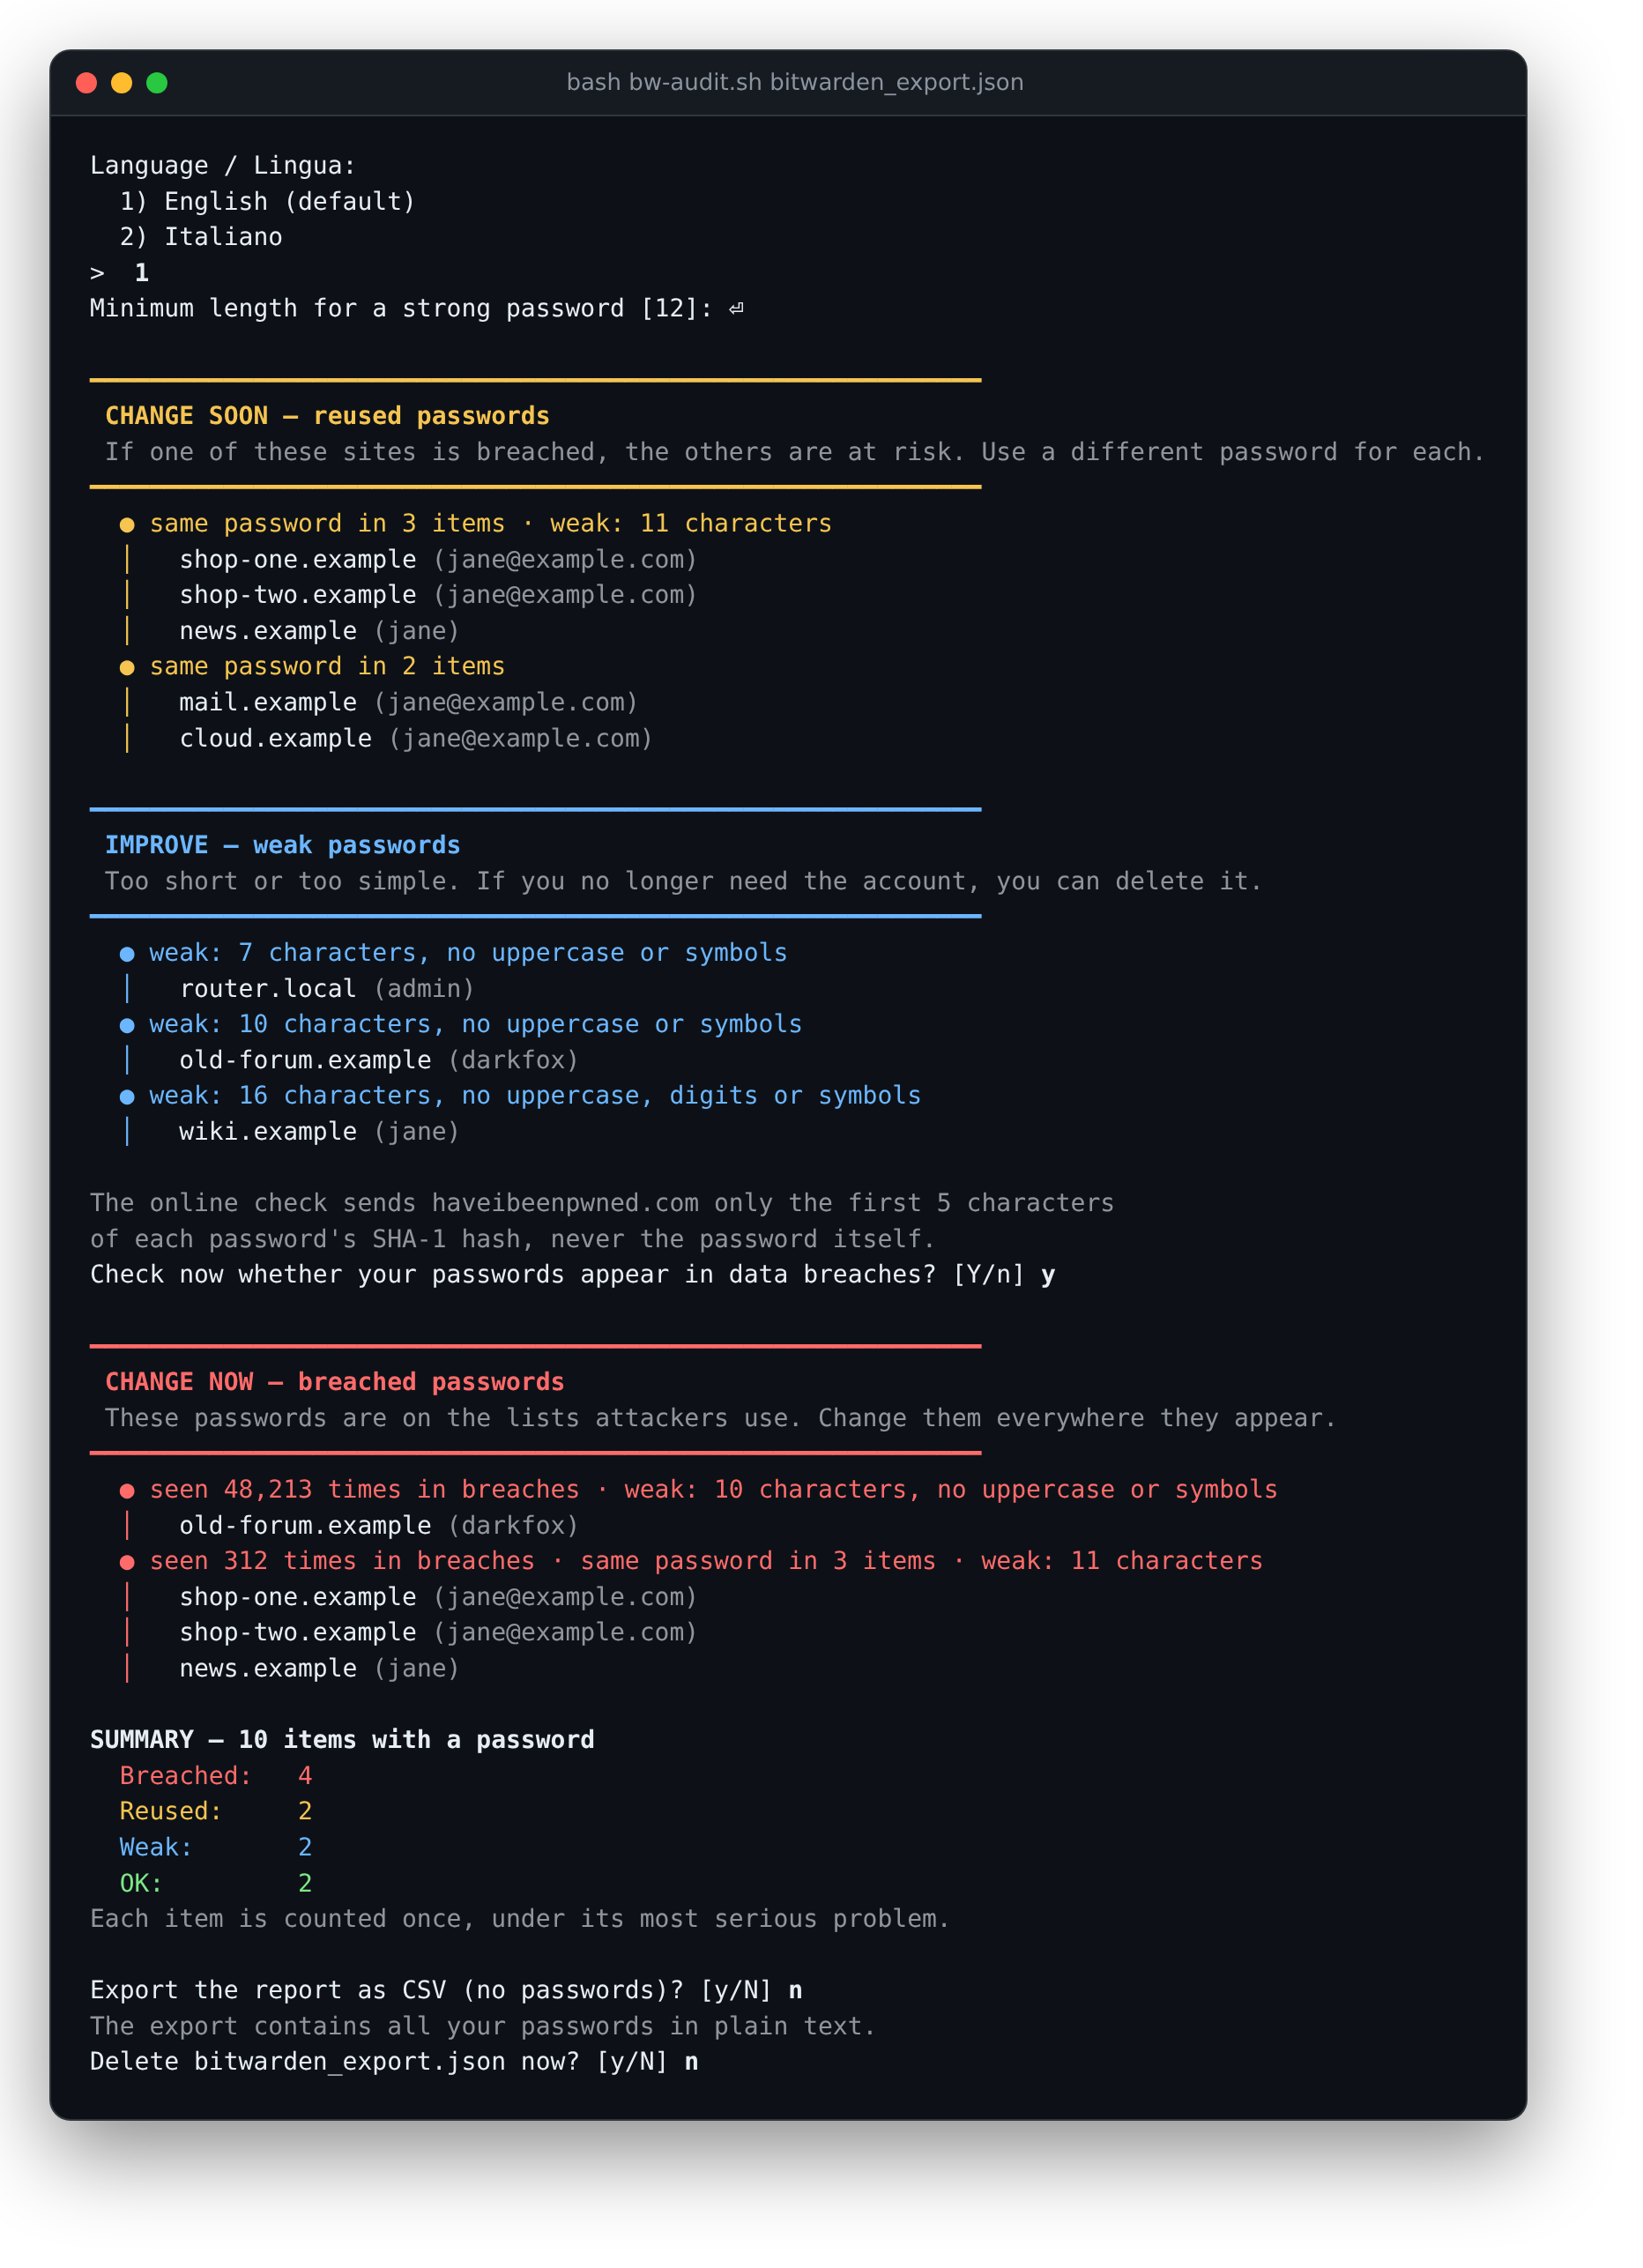 bash bw-audit.sh bitwarden_export.json
Language / Lingua:
1) English (default)
2) Italiano
> 1
Minimum length for a strong password [12]: ⏎
CHANGE SOON — reused passwords
If one of these sites is breached, the others are at risk. Use a different password for each.
● same password in 3 items · weak: 11 characters
│ shop-one.example (jane@example.com)
│ shop-two.example (jane@example.com)
│ news.example (jane)
● same password in 2 items
│ mail.example (jane@example.com)
│ cloud.example (jane@example.com)
IMPROVE — weak passwords
Too short or too simple. If you no longer need the account, you can delete it.
● weak: 7 characters, no uppercase or symbols
│ router.local (admin)
● weak: 10 characters, no uppercase or symbols
│ old-forum.example (darkfox)
● weak: 16 characters, no uppercase, digits or symbols
│ wiki.example (jane)
The online check sends haveibeenpwned.com only the first 5 characters
of each password's SHA-1 hash, never the password itself.
Check now whether your passwords appear in data breaches? [Y/n] y
CHANGE NOW — breached passwords
These passwords are on the lists attackers use. Change them everywhere they appear.
● seen 48,213 times in breaches · weak: 10 characters, no uppercase or symbols
│ old-forum.example (darkfox)
● seen 312 times in breaches · same password in 3 items · weak: 11 characters
│ shop-one.example (jane@example.com)
│ shop-two.example (jane@example.com)
│ news.example (jane)
SUMMARY — 10 items with a password
Breached: 4
Reused: 2
Weak: 2
OK: 2
Each item is counted once, under its most serious problem.
Export the report as CSV (no passwords)? [y/N] n
The export contains all your passwords in plain text.
Delete bitwarden_export.json now? [y/N] n